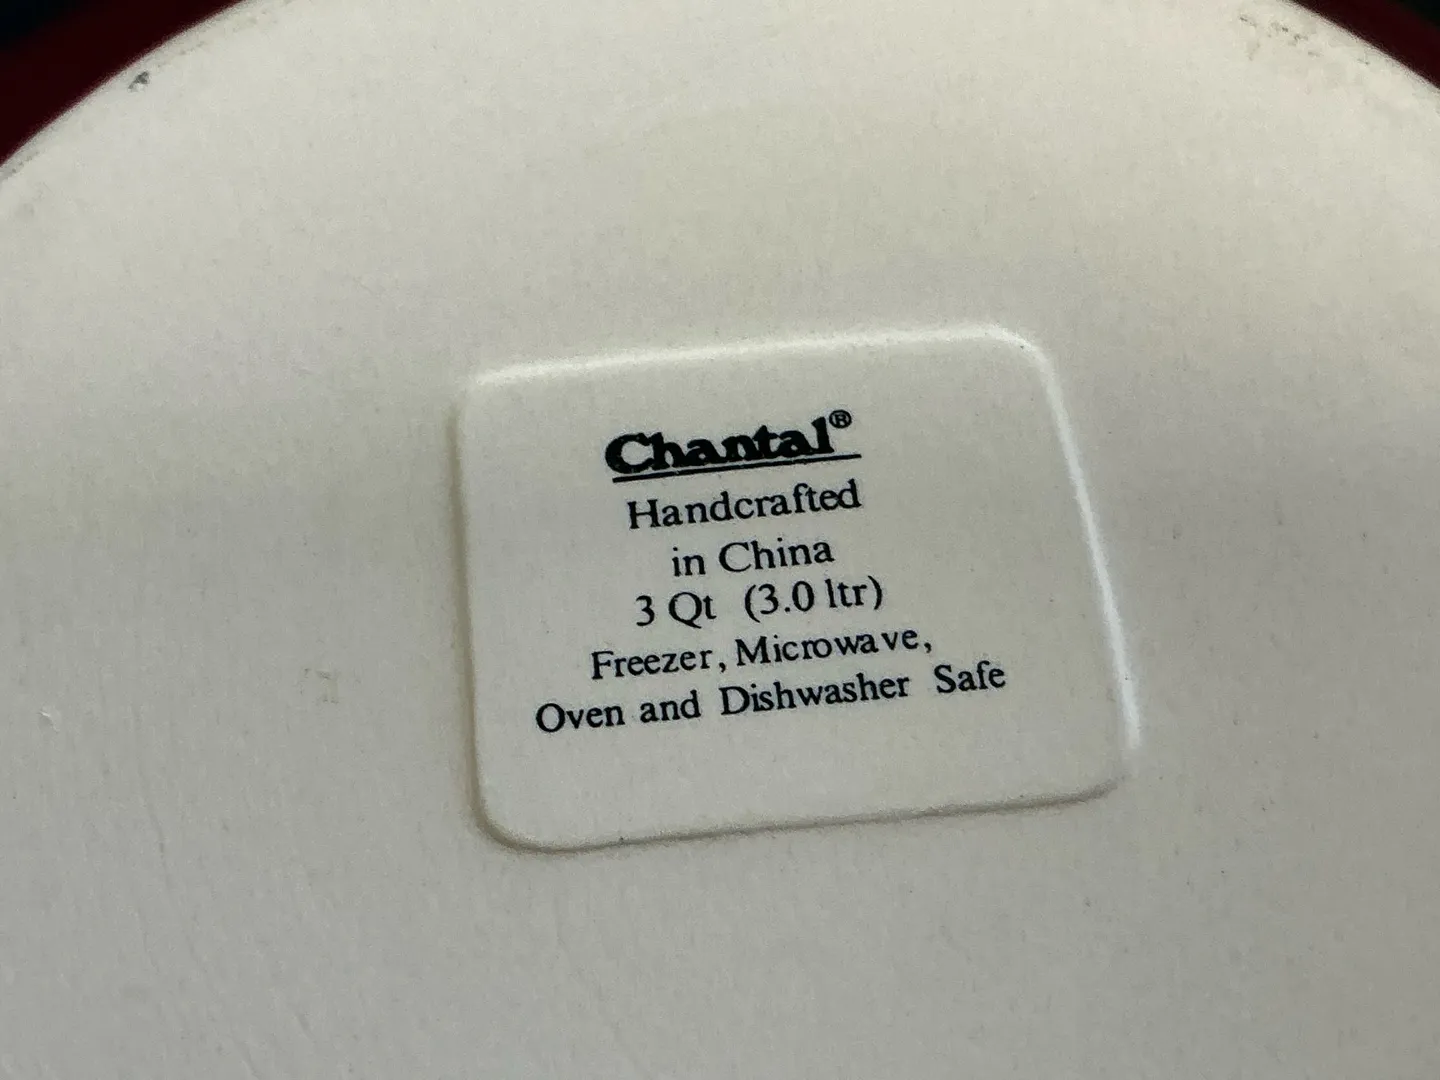 Chantal®
Handcrafted
in China
3 Qt (3.0 ltr)
Freezer, Microwave,
Oven and Dishwasher Safe